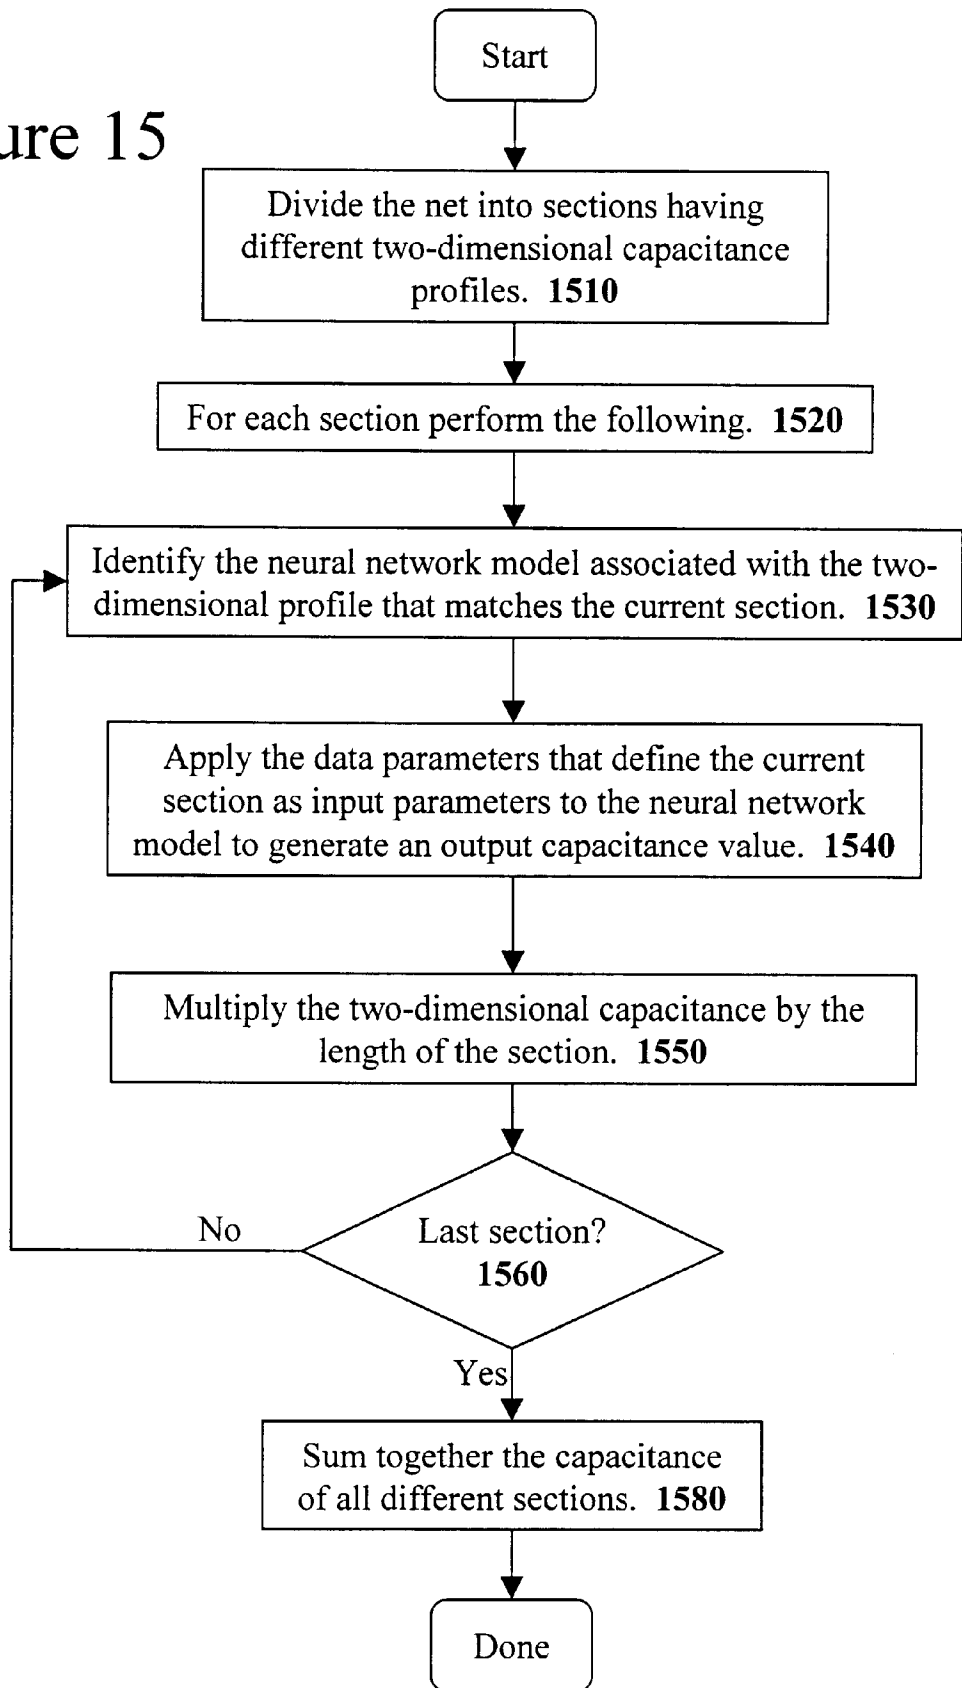 Start
ure 15
Divide the net into sections having
different two-dimensional capacitance
profiles. 1510
For each section perform the following. 1520
Identify the neural network model associated with the two-
dimensional profile that matches the current section. 1530
Apply the data parameters that define the current
section as input parameters to the neural network
model to generate an output capacitance value. 1540
Multiply the two-dimensional capacitance by the
length of the section. 1550
No
Last section?
1560
Yes
Sum together the capacitance
of all different sections. 1580
Done